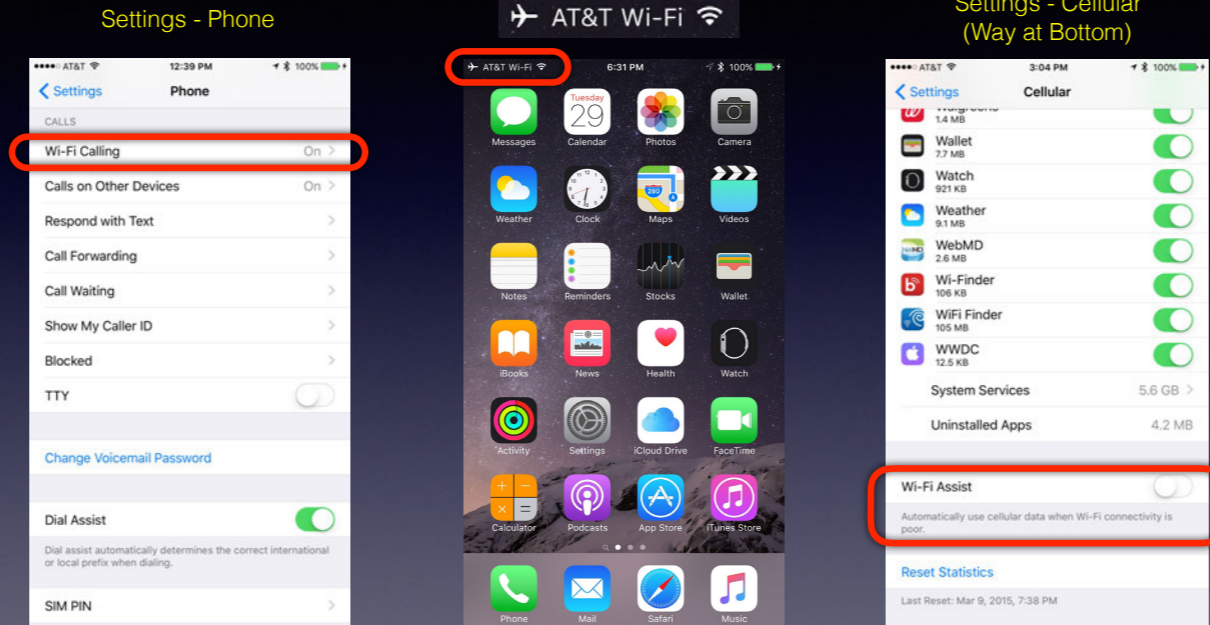 Settings - Phone
AT&T Wi-Fi
Settings - Cellular
(Way at Bottom)
AT&T 12:39 PM 100%
Settings Phone
CALLS
Wi-Fi Calling On
Calls on Other Devices On
Respond with Text
Call Forwarding
Call Waiting
Show My Caller ID
Blocked
TTY
Change Voicemail Password
Dial Assist
Dial assist automatically determines the correct international
or local prefix when dialing.
SIM PIN
AT&T Wi-Fi 6:31 PM 100%
Tuesday
29
Messages Calendar Photos Camera
280
Weather Clock Maps Videos
Notes Reminders Stocks Wallet
iBooks News Health Watch
Activity Settings iCloud Drive FaceTime
Calculator Podcasts App Store iTunes Store
Phone Mail Safari Music
AT&T 3:04 PM 100%
Settings Cellular
Walgreens
1.4 MB
Wallet
7.7 MB
Watch
921 KB
Weather
9.1 MB
WebMD
2.6 MB
Wi-Finder
106 KB
WiFi Finder
105 MB
WWDC
12.5 KB
System Services 5.6 GB
Uninstalled Apps 4.2 MB
Wi-Fi Assist
Automatically use cellular data when Wi-Fi connectivity is
poor.
Reset Statistics
Last Reset: Mar 9, 2015, 7:38 PM